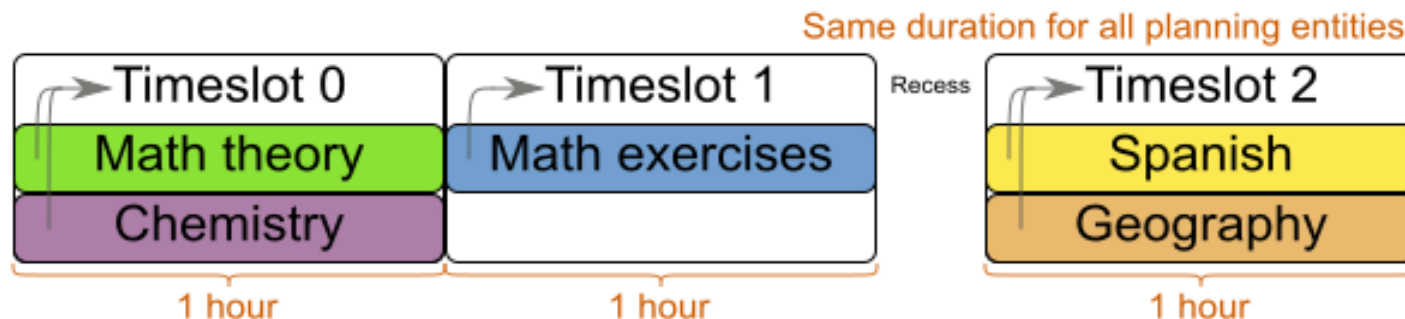 Same duration for all planning entities
Timeslot 0
Timeslot 1
Recess
Timeslot 2
Math theory
Math exercises
Spanish
Chemistry
Geography
1 hour
1 hour
1 hour